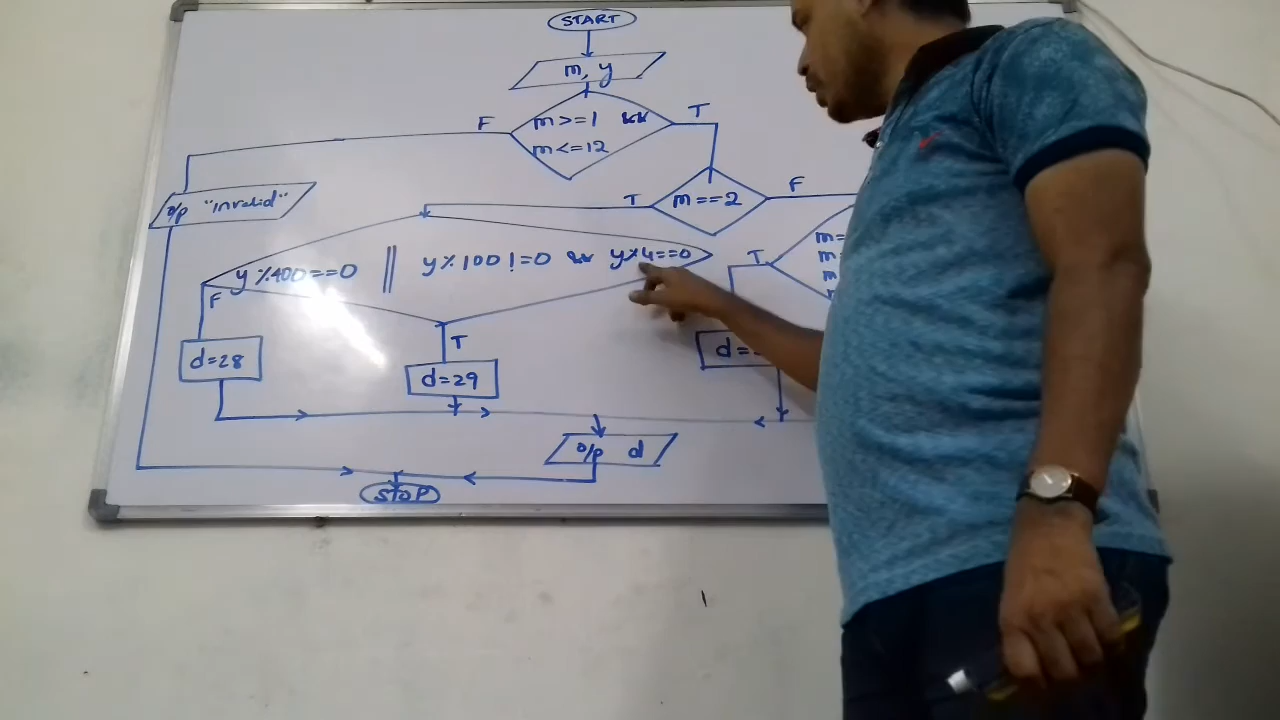 START
m, y
F
m>=1 &&
m<=12
T
o/p "invalid"
T
m==2
F
y%400==0 || y%100!=0 && y%4==0
T
m=
m
m
F
d=28
T
d=29
d=
o/p d
STOP